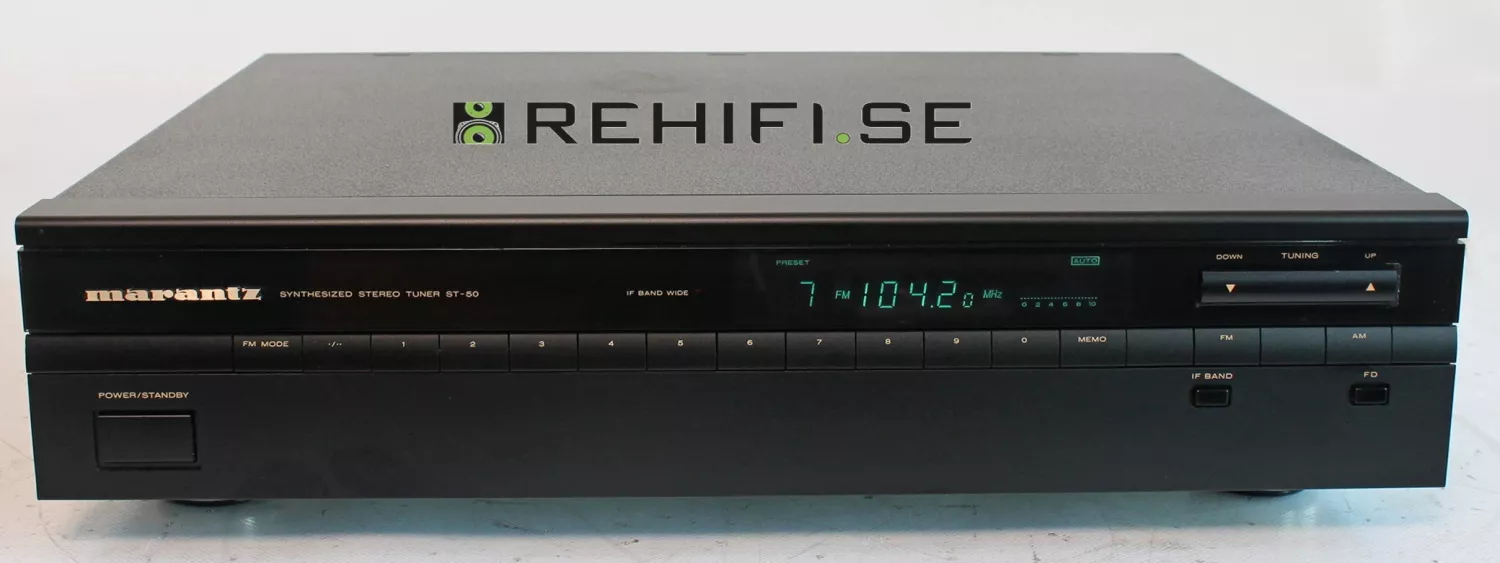 REHIFI.SE
PRESET AUTO DOWN TUNING UP
marantz SYNTHESIZED STEREO TUNER ST-50 IF BAND WIDE 7 FM 104.20 MHz
0 2 4 6 8 10
FM MODE ·/·· 1 2 3 4 5 6 7 8 9 0 MEMO FM AM
POWER/STANDBY IF BAND FD